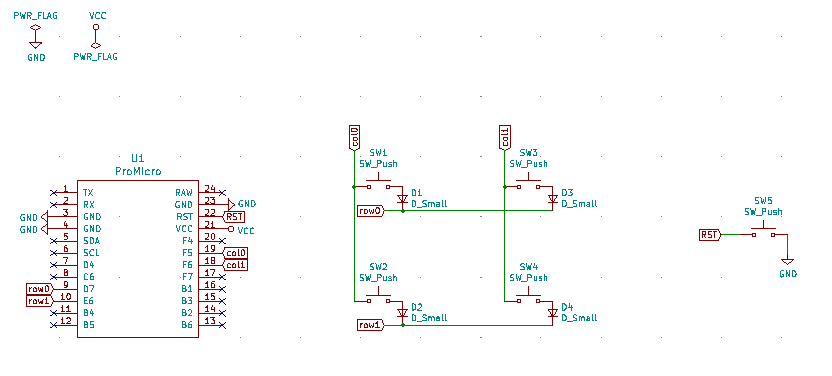 PWR_FLAG
VCC
GND
PWR_FLAG
U1
ProMicro
1 TX
2 RX
GND 3 GND
GND 4 GND
5 SDA
6 SCL
7 D4
8 C6
row0 9 D7
row1 10 E6
11 B4
12 B5
RAW 24
GND 23 GND
RST 22 RST
VCC 21 VCC
F4 20
F5 19 col0
F6 18 col1
F7 17
B1 16
B3 15
B2 14
B6 13
col0
col1
SW1
SW_Push
SW3
SW_Push
D1
D_Small
D3
D_Small
row0
SW2
SW_Push
SW4
SW_Push
D2
D_Small
D4
D_Small
row1
SW5
SW_Push
RST
GND